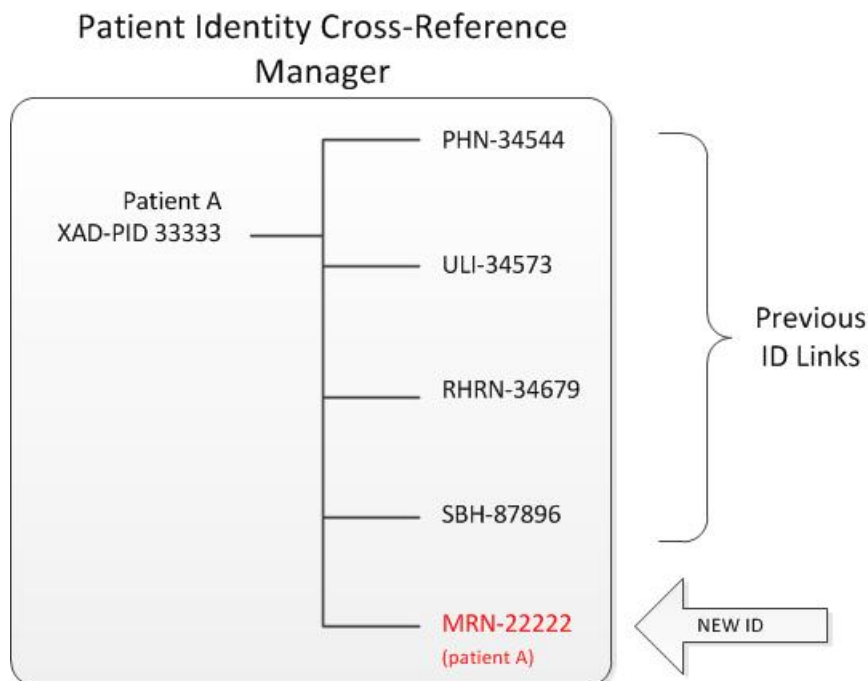 Patient Identity Cross-Reference
Manager
PHN-34544
Patient A
XAD-PID 33333
ULI-34573
RHRN-34679
SBH-87896
MRN-22222
(patient A)
Previous
ID Links
NEW ID